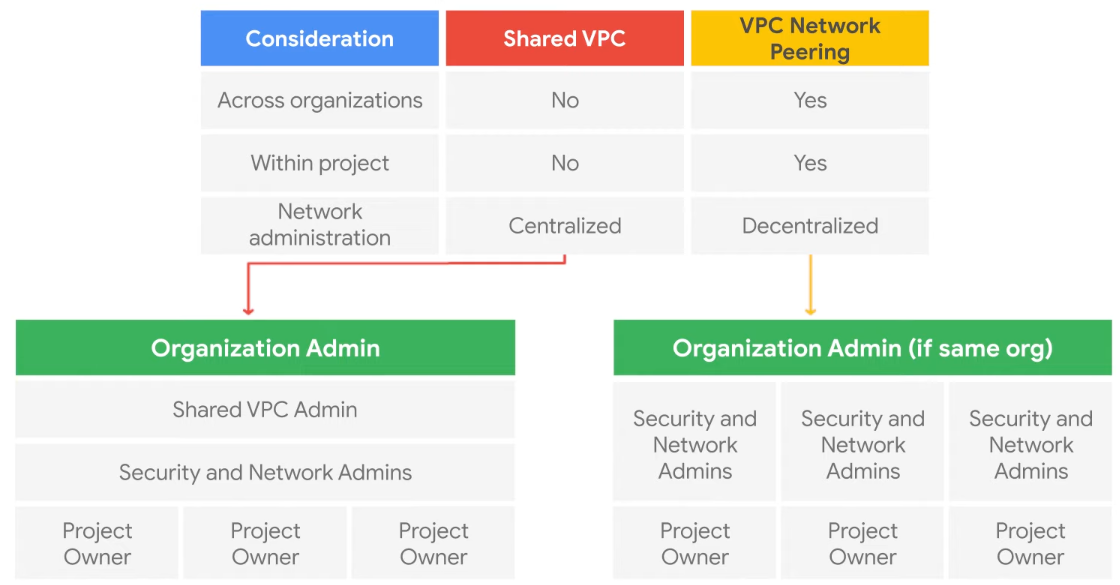 Consideration
Shared VPC
VPC Network
Peering
Across organizations
No
Yes
Within project
No
Yes
Network
administration
Centralized
Decentralized
Organization Admin
Shared VPC Admin
Security and Network Admins
Project
Owner
Project
Owner
Project
Owner
Organization Admin (if same org)
Security and
Network
Admins
Security and
Network
Admins
Security and
Network
Admins
Project
Owner
Project
Owner
Project
Owner